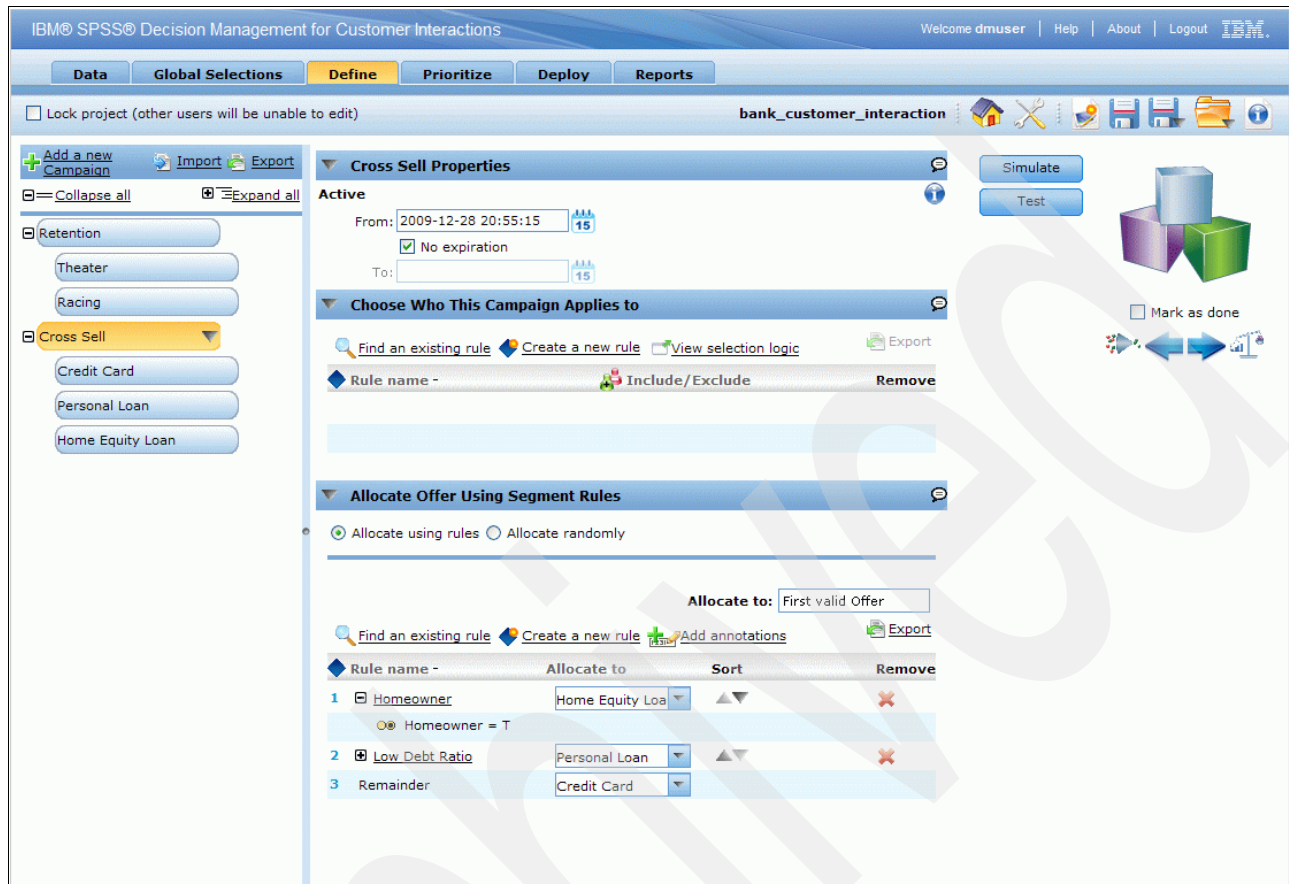 IBM® SPSS® Decision Management for Customer Interactions
Welcome dmuser | Help | About | Logout IBM.
Data Global Selections Define Prioritize Deploy Reports
Lock project (other users will be unable to edit)
bank_customer_interaction
Add a new Campaign
Import Export
Collapse all Expand all
Retention
Theater
Racing
Cross Sell
Credit Card
Personal Loan
Home Equity Loan
Cross Sell Properties
Active
From: 2009-12-28 20:55:15 15
No expiration
To: 15
Choose Who This Campaign Applies to
Find an existing rule Create a new rule View selection logic Export
Rule name - Include/Exclude Remove
Allocate Offer Using Segment Rules
Allocate using rules Allocate randomly
Allocate to: First valid Offer
Find an existing rule Create a new rule Add annotations Export
Rule name - Allocate to Sort Remove
1 Homeowner Home Equity Loa
Homeowner = T
2 Low Debt Ratio Personal Loan
3 Remainder Credit Card
Simulate
Test
Mark as done